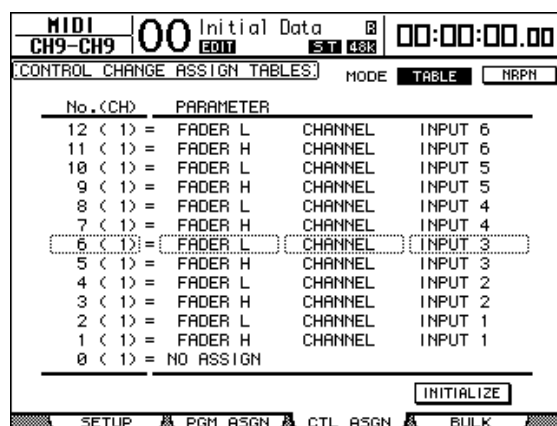 MIDI
CH9-CH9
00 Initial Data
EDIT ST 48K
00:00:00.00
CONTROL CHANGE ASSIGN TABLES
MODE TABLE NRPN
No.(CH) PARAMETER
12 ( 1) = FADER L CHANNEL INPUT 6
11 ( 1) = FADER H CHANNEL INPUT 6
10 ( 1) = FADER L CHANNEL INPUT 5
9 ( 1) = FADER H CHANNEL INPUT 5
8 ( 1) = FADER L CHANNEL INPUT 4
7 ( 1) = FADER H CHANNEL INPUT 4
6 ( 1) = FADER L CHANNEL INPUT 3
5 ( 1) = FADER H CHANNEL INPUT 3
4 ( 1) = FADER L CHANNEL INPUT 2
3 ( 1) = FADER H CHANNEL INPUT 2
2 ( 1) = FADER L CHANNEL INPUT 1
1 ( 1) = FADER H CHANNEL INPUT 1
0 ( 1) = NO ASSIGN
INITIALIZE
SETUP PGM ASGN CTL ASGN BULK